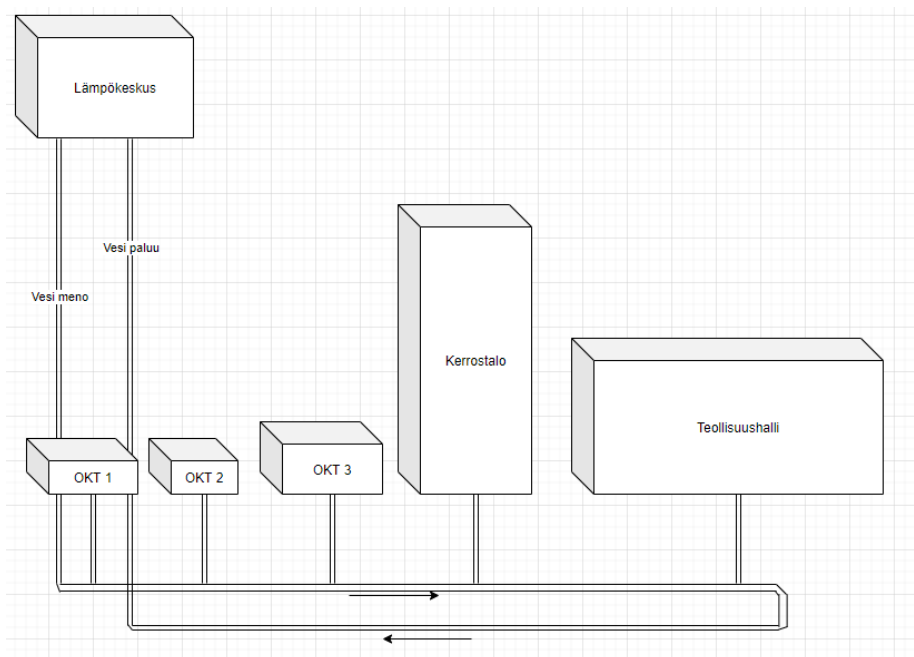 Lämpökeskus
Vesi paluu
Vesi meno
Kerrostalo
Teollisuushalli
OKT 1
OKT 2
OKT 3